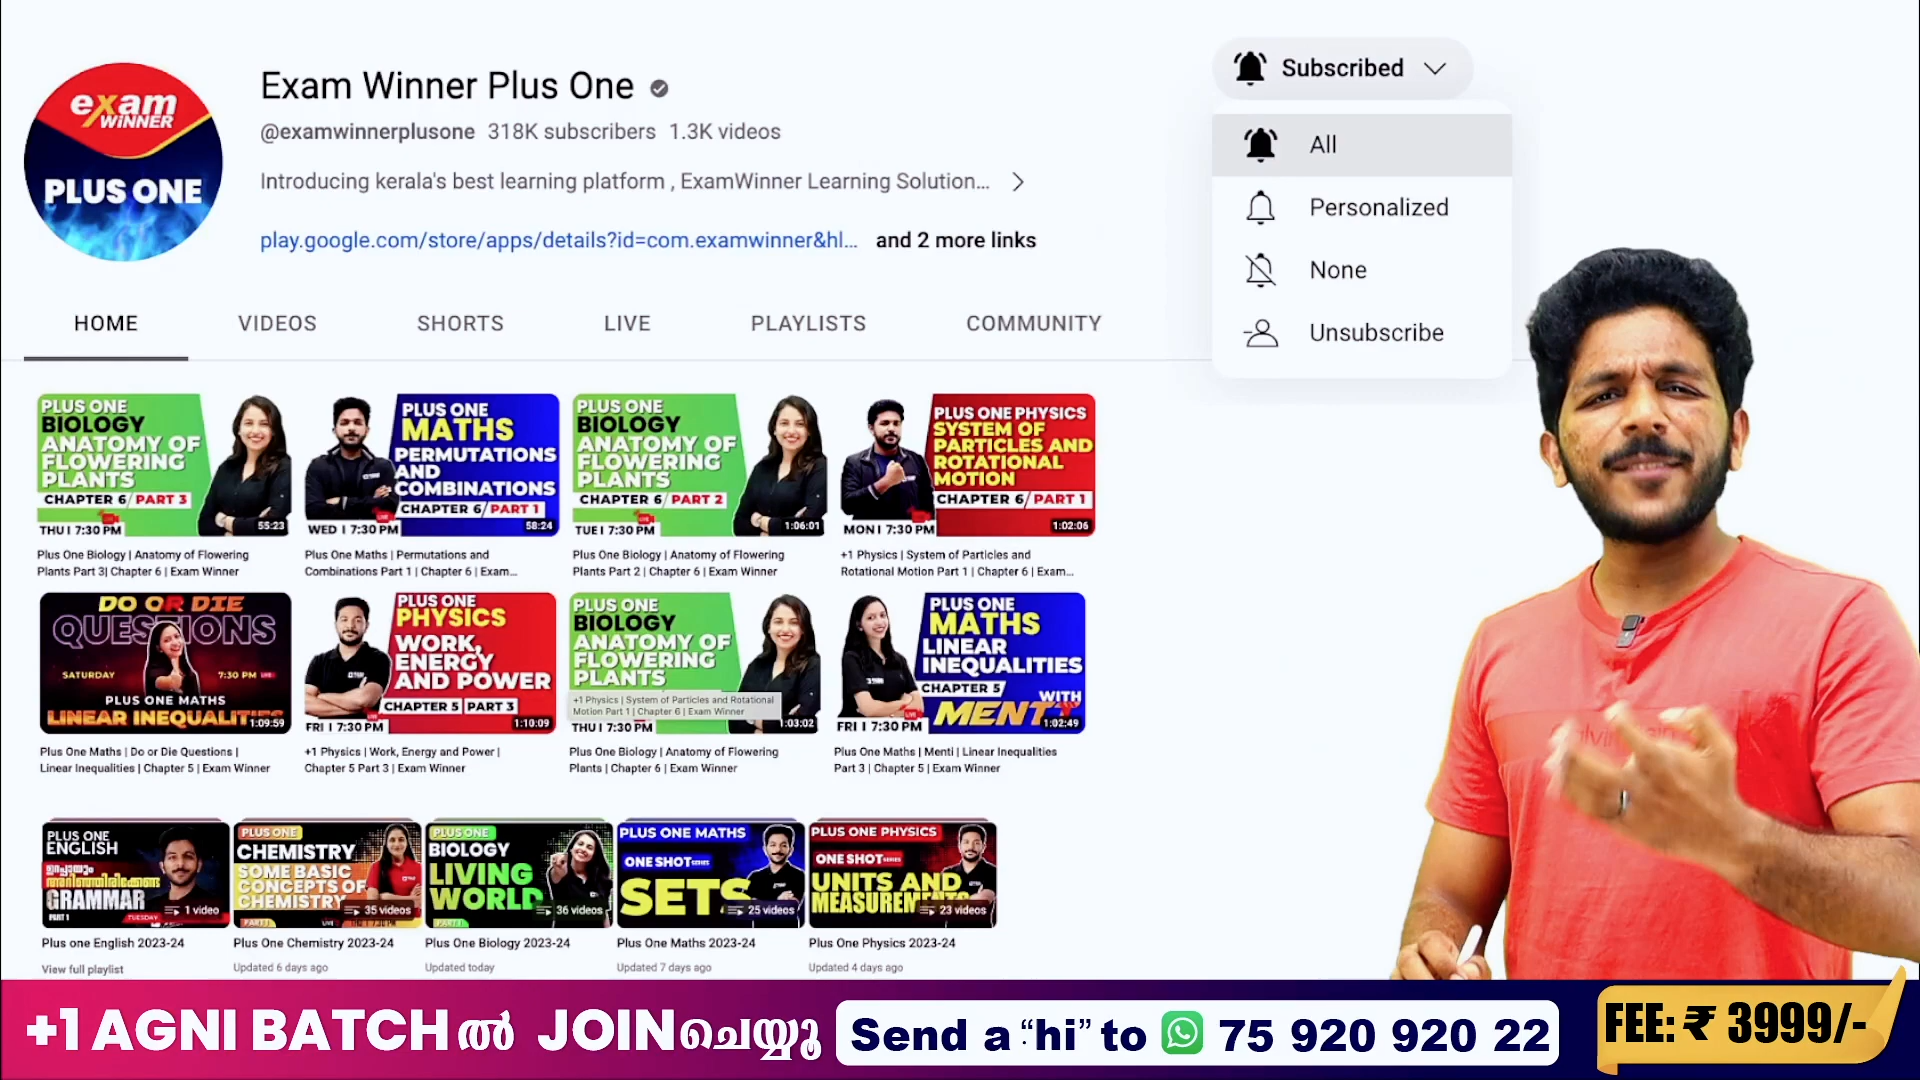 exam
WINNER
PLUS ONE
Exam Winner Plus One
@examwinnerplusone 318K subscribers 1.3K videos
Introducing kerala's best learning platform , ExamWinner Learning Solution...
play.google.com/store/apps/details?id=com.examwinner&hl... and 2 more links
Subscribed
All
Personalized
None
Unsubscribe
HOME VIDEOS SHORTS LIVE PLAYLISTS COMMUNITY
PLUS ONE
BIOLOGY
ANATOMY OF
FLOWERING
PLANTS
CHAPTER 6/PART 3
THU | 7:30 PM
55:23
Plus One Biology | Anatomy of Flowering
Plants Part 3| Chapter 6 | Exam Winner
PLUS ONE
MATHS
PERMUTATIONS
AND
COMBINATIONS
CHAPTER 6/PART 1
WED | 7:30 PM
58:24
Plus One Maths | Permutations and
Combinations Part 1 | Chapter 6 | Exam...
PLUS ONE
BIOLOGY
ANATOMY OF
FLOWERING
PLANTS
CHAPTER 6/PART 2
TUE | 7:30 PM
1:06:01
Plus One Biology | Anatomy of Flowering
Plants Part 2 | Chapter 6 | Exam Winner
PLUS ONE PHYSICS
SYSTEM OF
PARTICLES AND
ROTATIONAL
MOTION
CHAPTER 6/PART 1
MON | 7:30 PM
1:02:06
+1 Physics | System of Particles and
Rotational Motion Part 1 | Chapter 6 | Exam...
DO OR DIE
QUESTIONS
SATURDAY 7:30 PM LIVE
PLUS ONE MATHS
1:09:59
Plus One Maths | Do or Die Questions |
Linear Inequalities | Chapter 5 | Exam Winner
PLUS ONE
PHYSICS
WORK,
ENERGY
AND POWER
CHAPTER 5 | PART 3
FRI | 7:30 PM
1:10:09
+1 Physics | Work, Energy and Power |
Chapter 5 Part 3 | Exam Winner
PLUS ONE
BIOLOGY
ANATOMY OF
FLOWERING
PLANTS
+1 Physics | System of Particles and Rotational
Motion Part 1 | Chapter 6 | Exam Winner
THU | 7:30 PM
1:03:02
Plus One Biology | Anatomy of Flowering
Plants | Chapter 6 | Exam Winner
PLUS ONE
MATHS
LINEAR
INEQUALITIES
CHAPTER 5
WITH
FRI | 7:30 PM
1:02:49
Plus One Maths | Menti | Linear Inequalities
Part 3 | Chapter 5 | Exam Winner
PLUS ONE
ENGLISH
ഉറപ്പായും
അറിഞ്ഞിരിക്കേണ്ട
GRAMMAR
PART 1
TUESDAY
1 video
Plus one English 2023-24
View full playlist
PLUS ONE
CHEMISTRY
SOME BASIC
CONCEPTS OF
CHEMISTRY
35 videos
Plus One Chemistry 2023-24
Updated 6 days ago
PLUS ONE
BIOLOGY
LIVING
WORLD
36 videos
Plus One Biology 2023-24
Updated today
PLUS ONE MATHS
ONE SHOT SERIES
SETS
25 videos
Plus One Maths 2023-24
Updated 7 days ago
PLUS ONE PHYSICS
ONE SHOT SERIES
UNITS AND
23 videos
Plus One Physics 2023-24
Updated 4 days ago
+1 AGNI BATCHൽ JOINചെയ്യൂ
Send a “hi” to 75 920 920 22
FEE: ₹ 3999/-